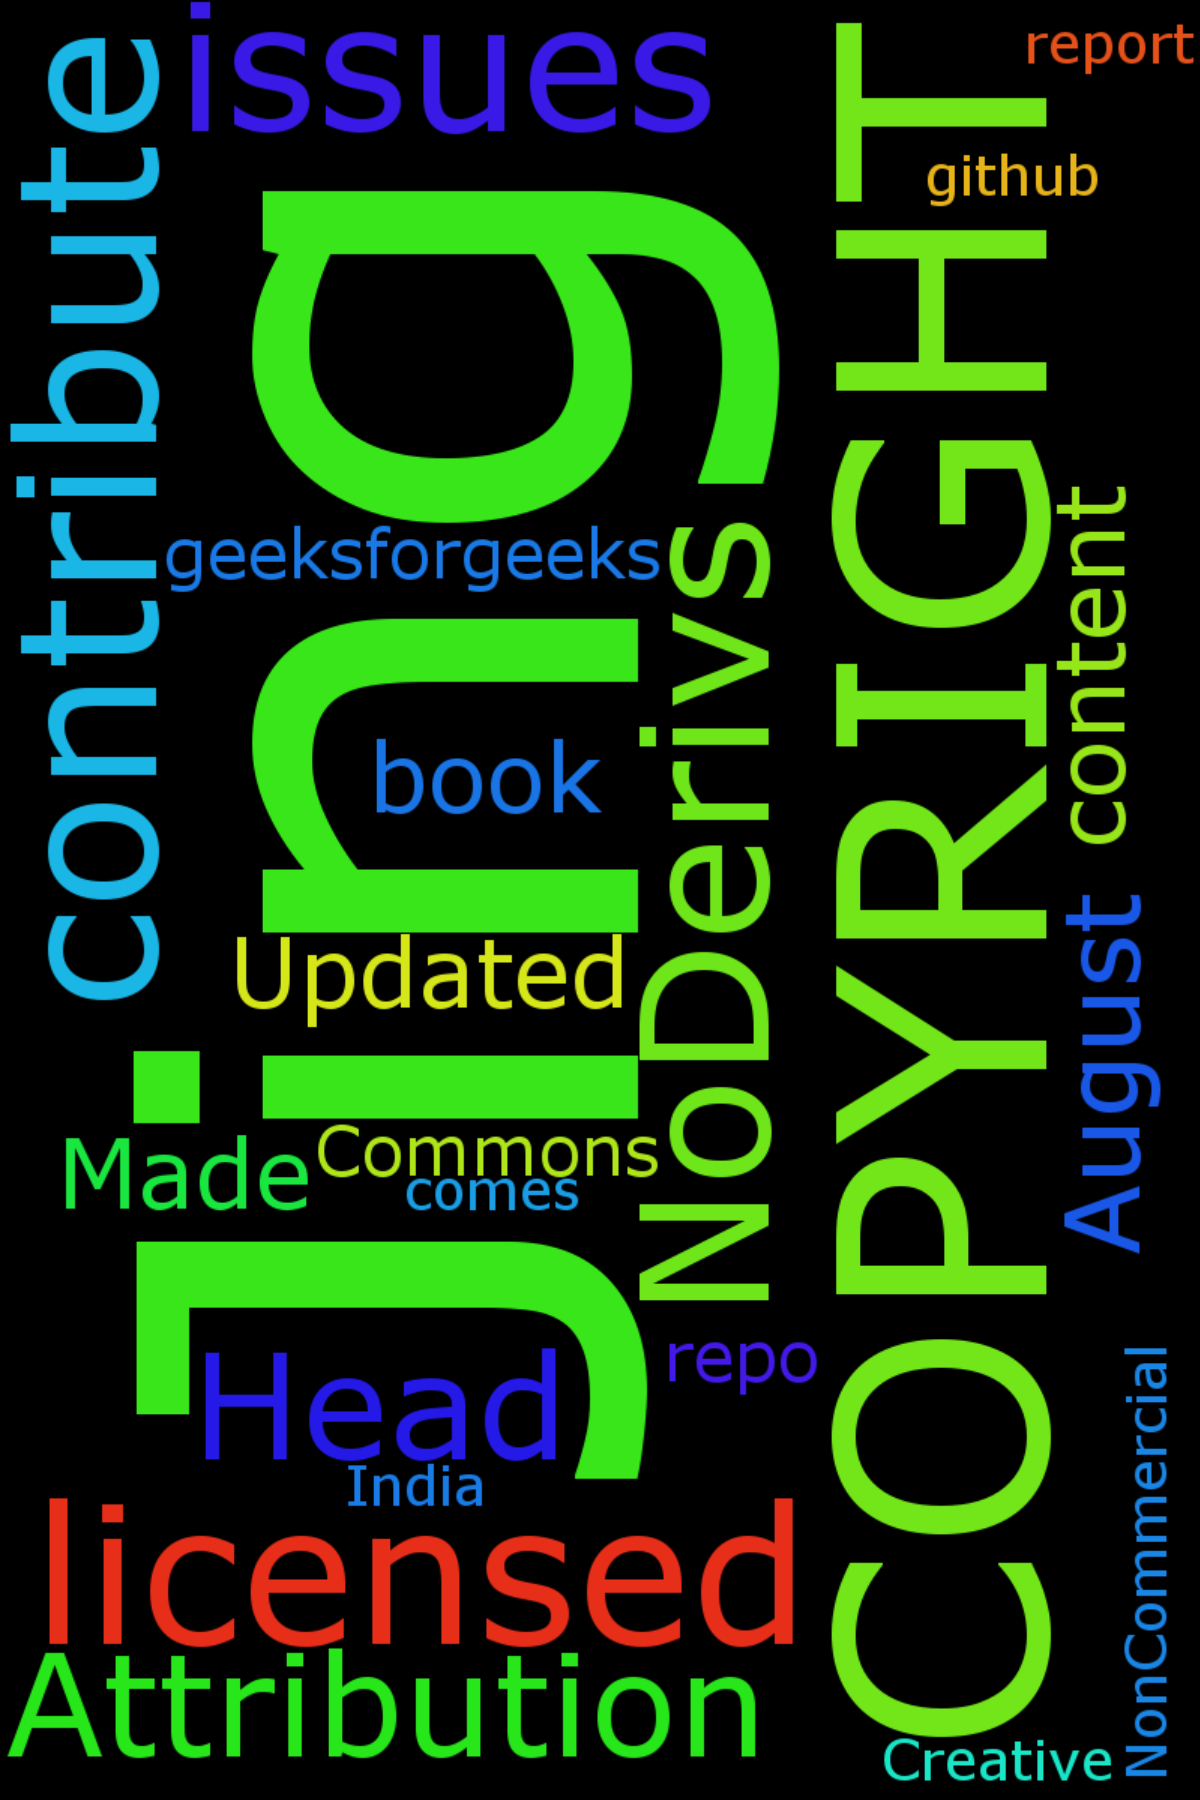 issues
report
github
contribute
Jing
COPYRIGHT
geeksforgeeks
NoDerivs
content
book
Updated
August
Made
Commons
comes
Head
repo
India
NonCommercial
licensed
Attribution
Creative